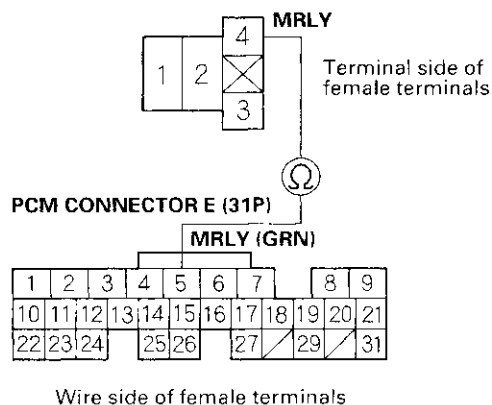 MRLY
4
1 2
3
Terminal side of
female terminals
Ω
PCM CONNECTOR E (31P)
MRLY (GRN)
1 2 3 4 5 6 7 8 9
10 11 12 13 14 15 16 17 18 19 20 21
22 23 24 25 26 27 29 31
Wire side of female terminals